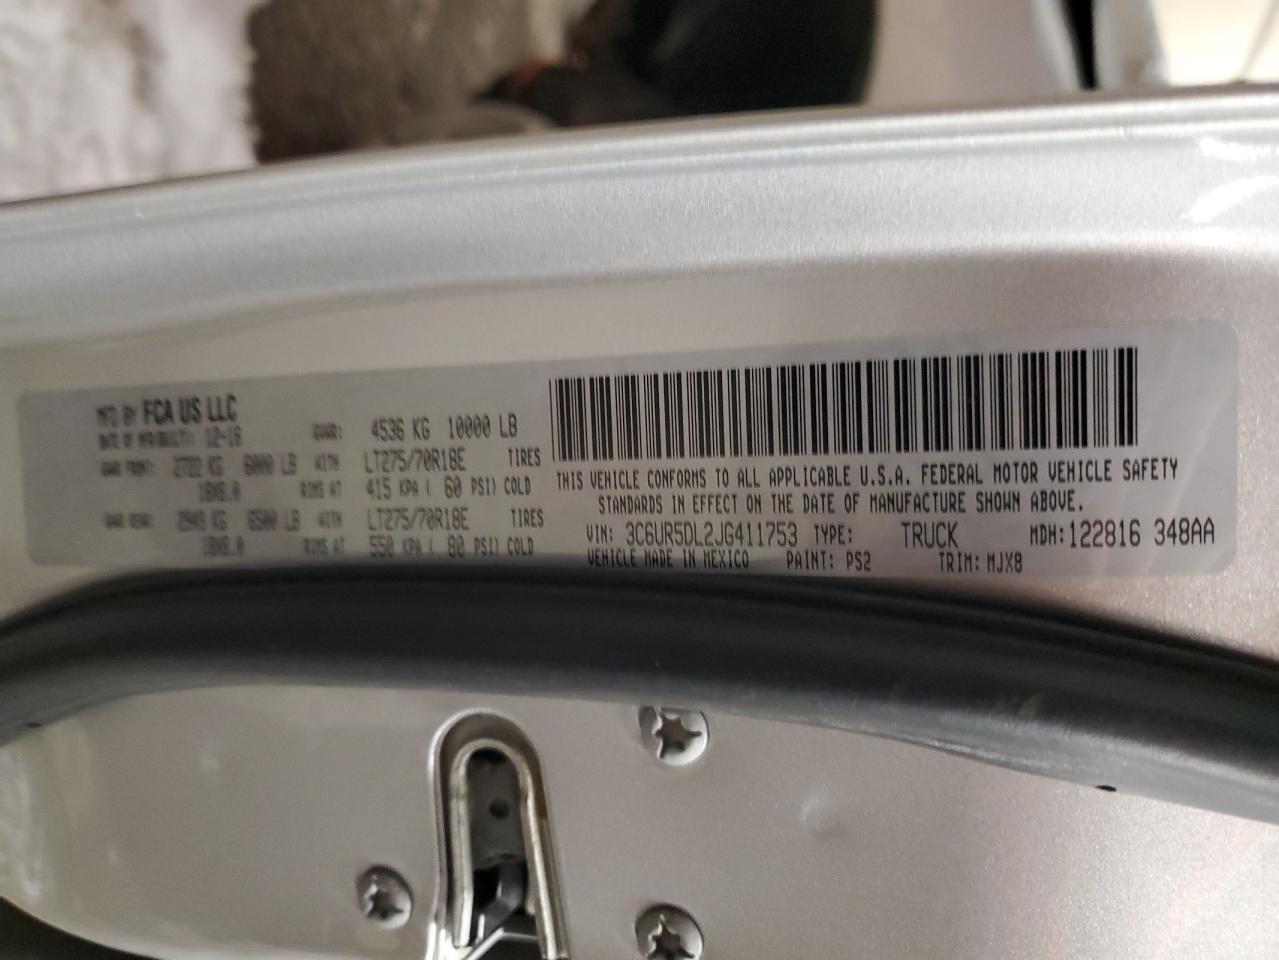 MFD BY FCA US LLC
DATE OF MFR/BUILT: 12-18 GVWR: 4536 KG 10000 LB
GAWR FRONT: 2722 KG 6000 LB WITH LT275/70R18E TIRES
18X8.0 RIMS AT 415 KPA ( 60 PSI) COLD
GAWR REAR: 2949 KG 6500 LB WITH LT275/70R18E TIRES
18X8.0 RIMS AT 550 KPA ( 80 PSI) COLD
THIS VEHICLE CONFORMS TO ALL APPLICABLE U.S.A. FEDERAL MOTOR VEHICLE SAFETY
STANDARDS IN EFFECT ON THE DATE OF MANUFACTURE SHOWN ABOVE.
VIN: 3C6UR5DL2JG411753 TYPE: TRUCK MDH:122816 348AA
VEHICLE MADE IN MEXICO PAINT: PS2 TRIM: MJX8